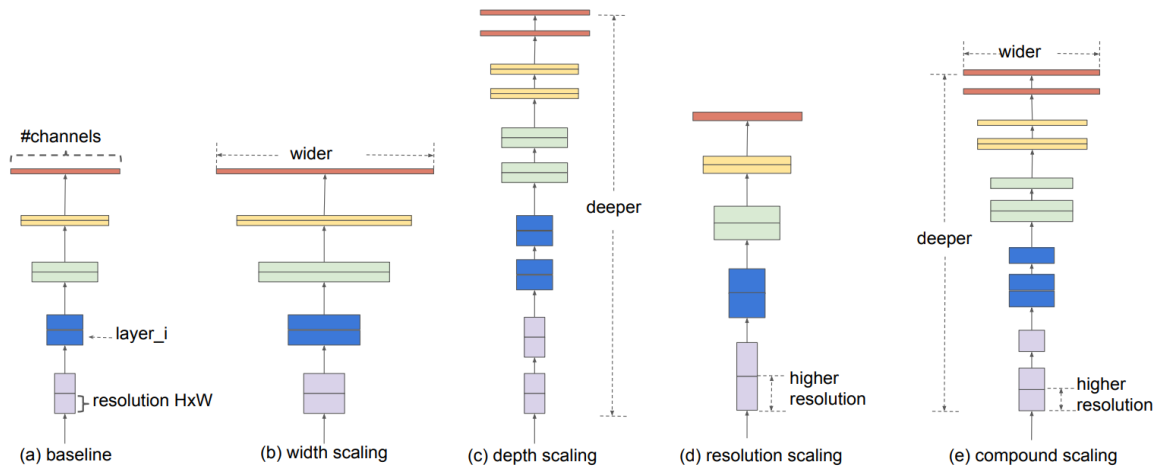 #channels
layer_i
resolution HxW
(a) baseline
wider
(b) width scaling
deeper
(c) depth scaling
higher
resolution
(d) resolution scaling
wider
deeper
higher
resolution
(e) compound scaling